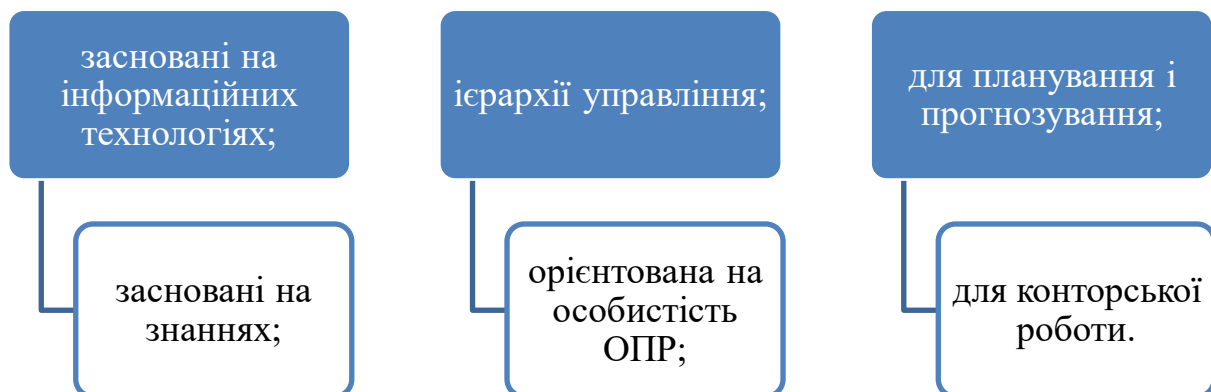 засновані на
інформаційних
технологіях;
засновані на
знаннях;
ієрархії управління;
орієнтована на
особистість
ОПР;
для планування і
прогнозування;
для конторської
роботи.